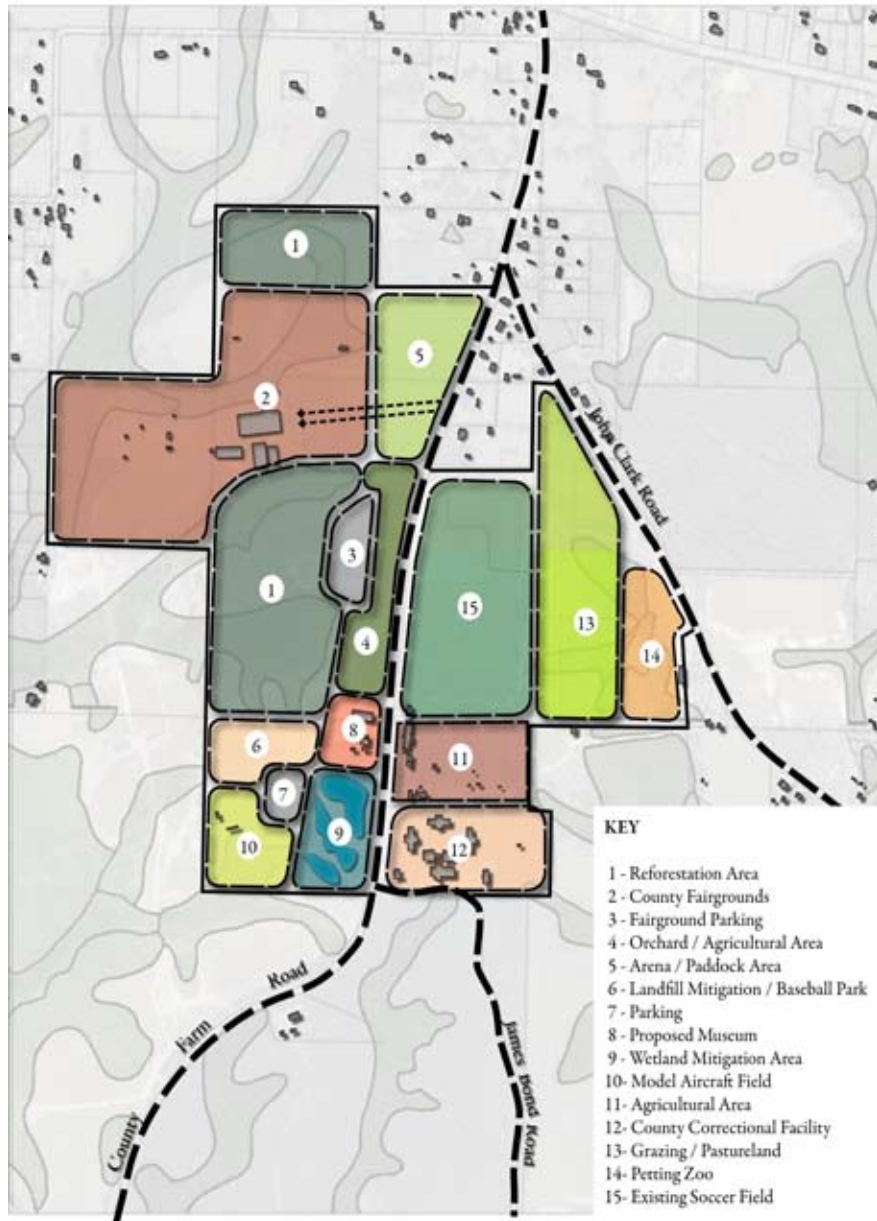 1
2
5
John Clark Road
3
1
15
13
4
14
8
6
11
7
9
10
12
County Farm Road
James Bond Road
KEY
1 - Reforestation Area
2 - County Fairgrounds
3 - Fairground Parking
4 - Orchard / Agricultural Area
5 - Arena / Paddock Area
6 - Landfill Mitigation / Baseball Park
7 - Parking
8 - Proposed Museum
9 - Wetland Mitigation Area
10- Model Aircraft Field
11- Agricultural Area
12- County Correctional Facility
13- Grazing / Pastureland
14- Petting Zoo
15- Existing Soccer Field